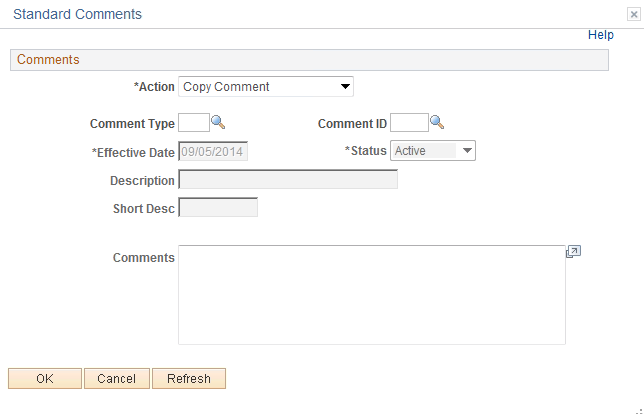 Standard Comments
Help
Comments
*Action Copy Comment
Comment Type Comment ID
*Effective Date 09/05/2014 *Status Active
Description
Short Desc
Comments
OK Cancel Refresh